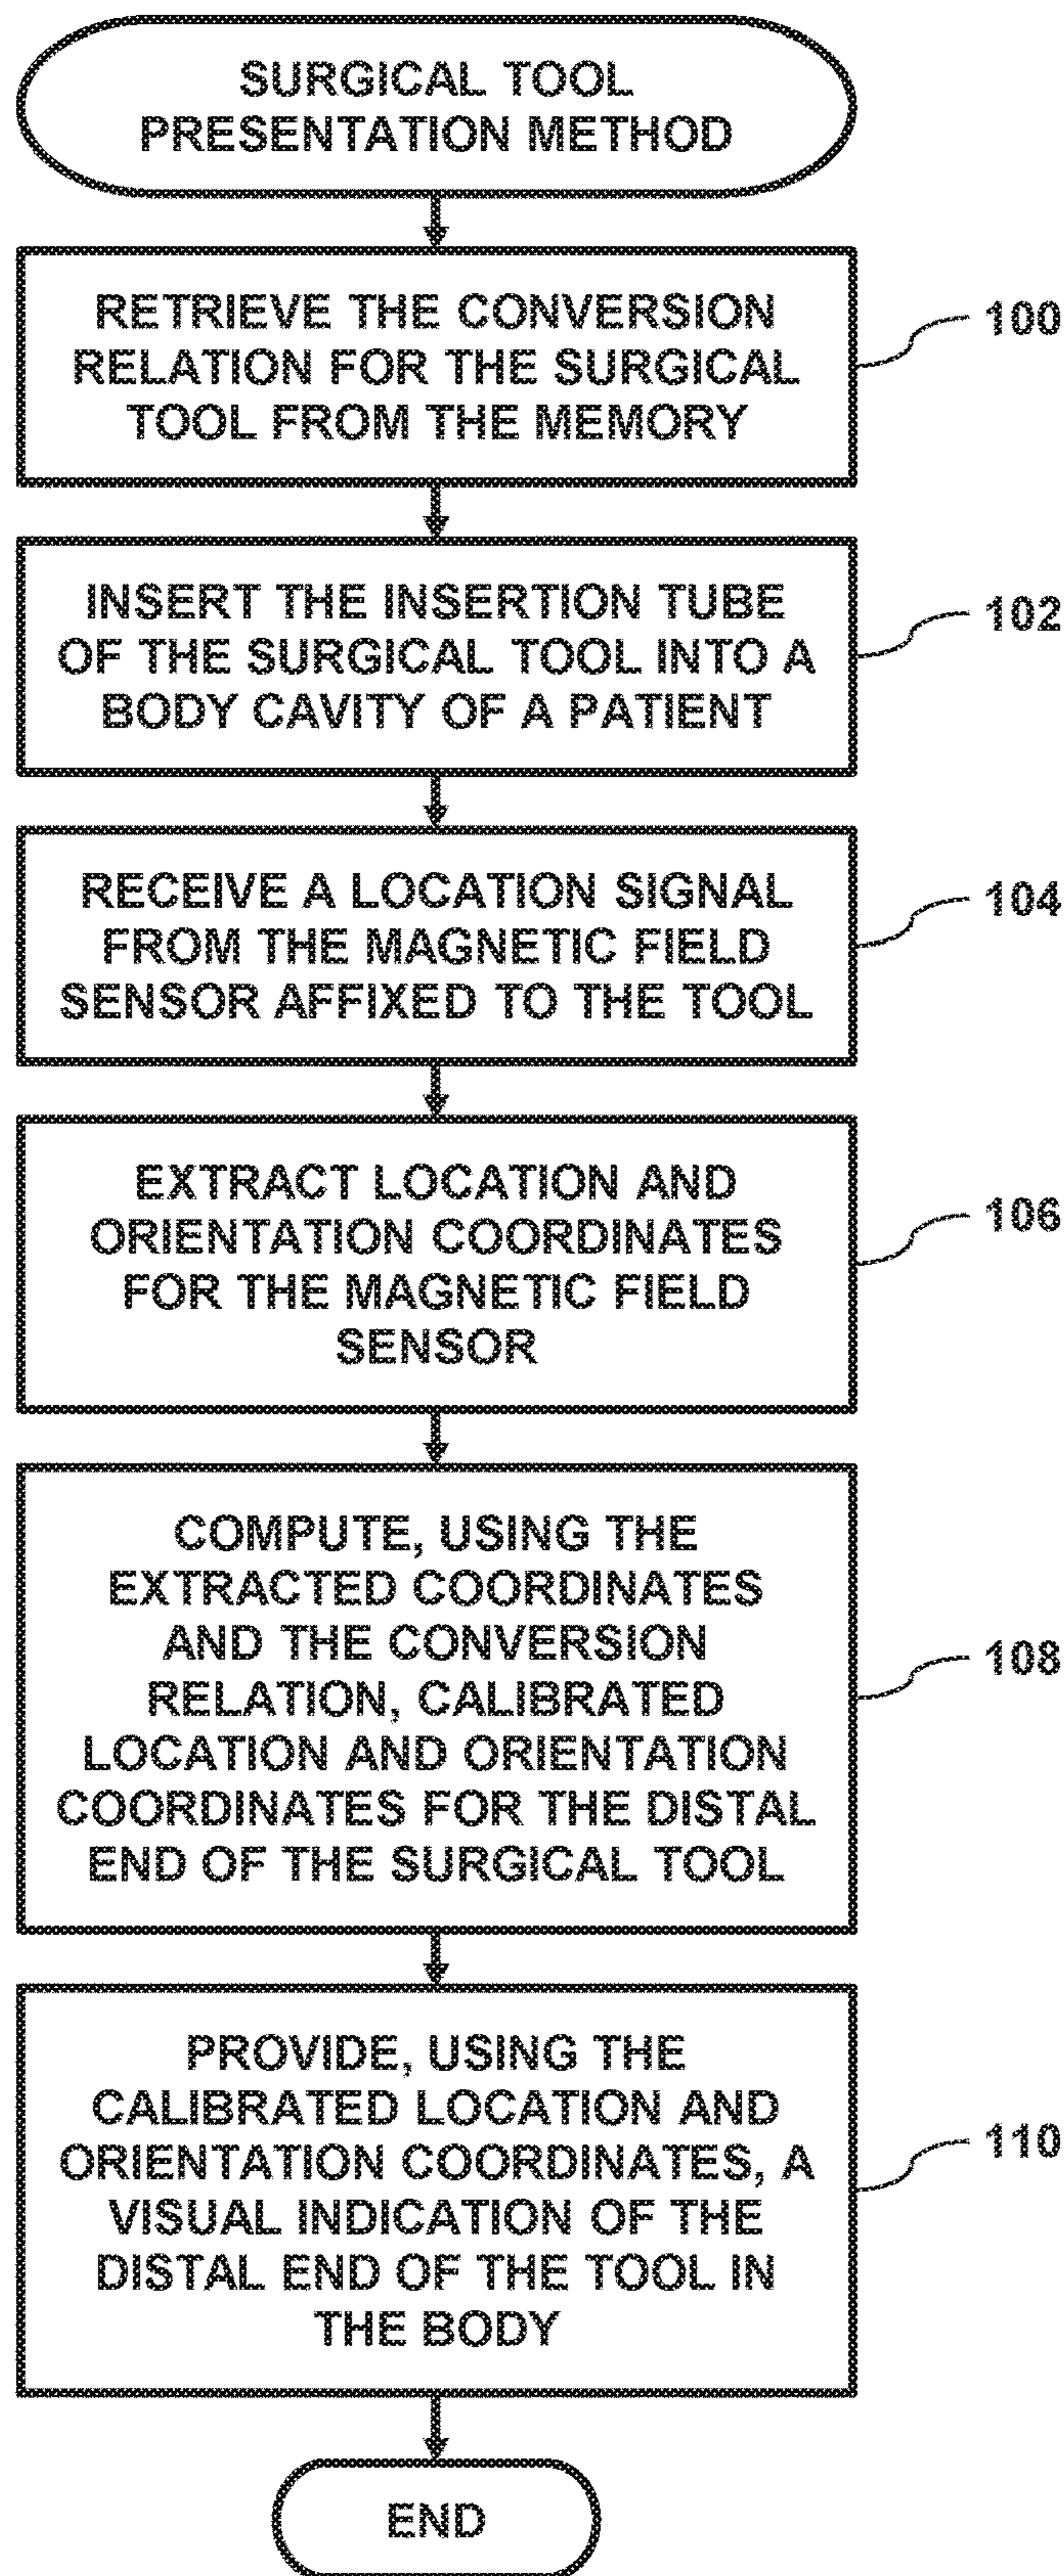 SURGICAL TOOL
PRESENTATION METHOD
RETRIEVE THE CONVERSION
RELATION FOR THE SURGICAL
TOOL FROM THE MEMORY
100
INSERT THE INSERTION TUBE
OF THE SURGICAL TOOL INTO A
BODY CAVITY OF A PATIENT
102
RECEIVE A LOCATION SIGNAL
FROM THE MAGNETIC FIELD
SENSOR AFFIXED TO THE TOOL
104
EXTRACT LOCATION AND
ORIENTATION COORDINATES
FOR THE MAGNETIC FIELD
SENSOR
106
COMPUTE, USING THE
EXTRACTED COORDINATES
AND THE CONVERSION
RELATION, CALIBRATED
LOCATION AND ORIENTATION
COORDINATES FOR THE DISTAL
END OF THE SURGICAL TOOL
108
PROVIDE, USING THE
CALIBRATED LOCATION AND
ORIENTATION COORDINATES, A
VISUAL INDICATION OF THE
DISTAL END OF THE TOOL IN
THE BODY
110
END